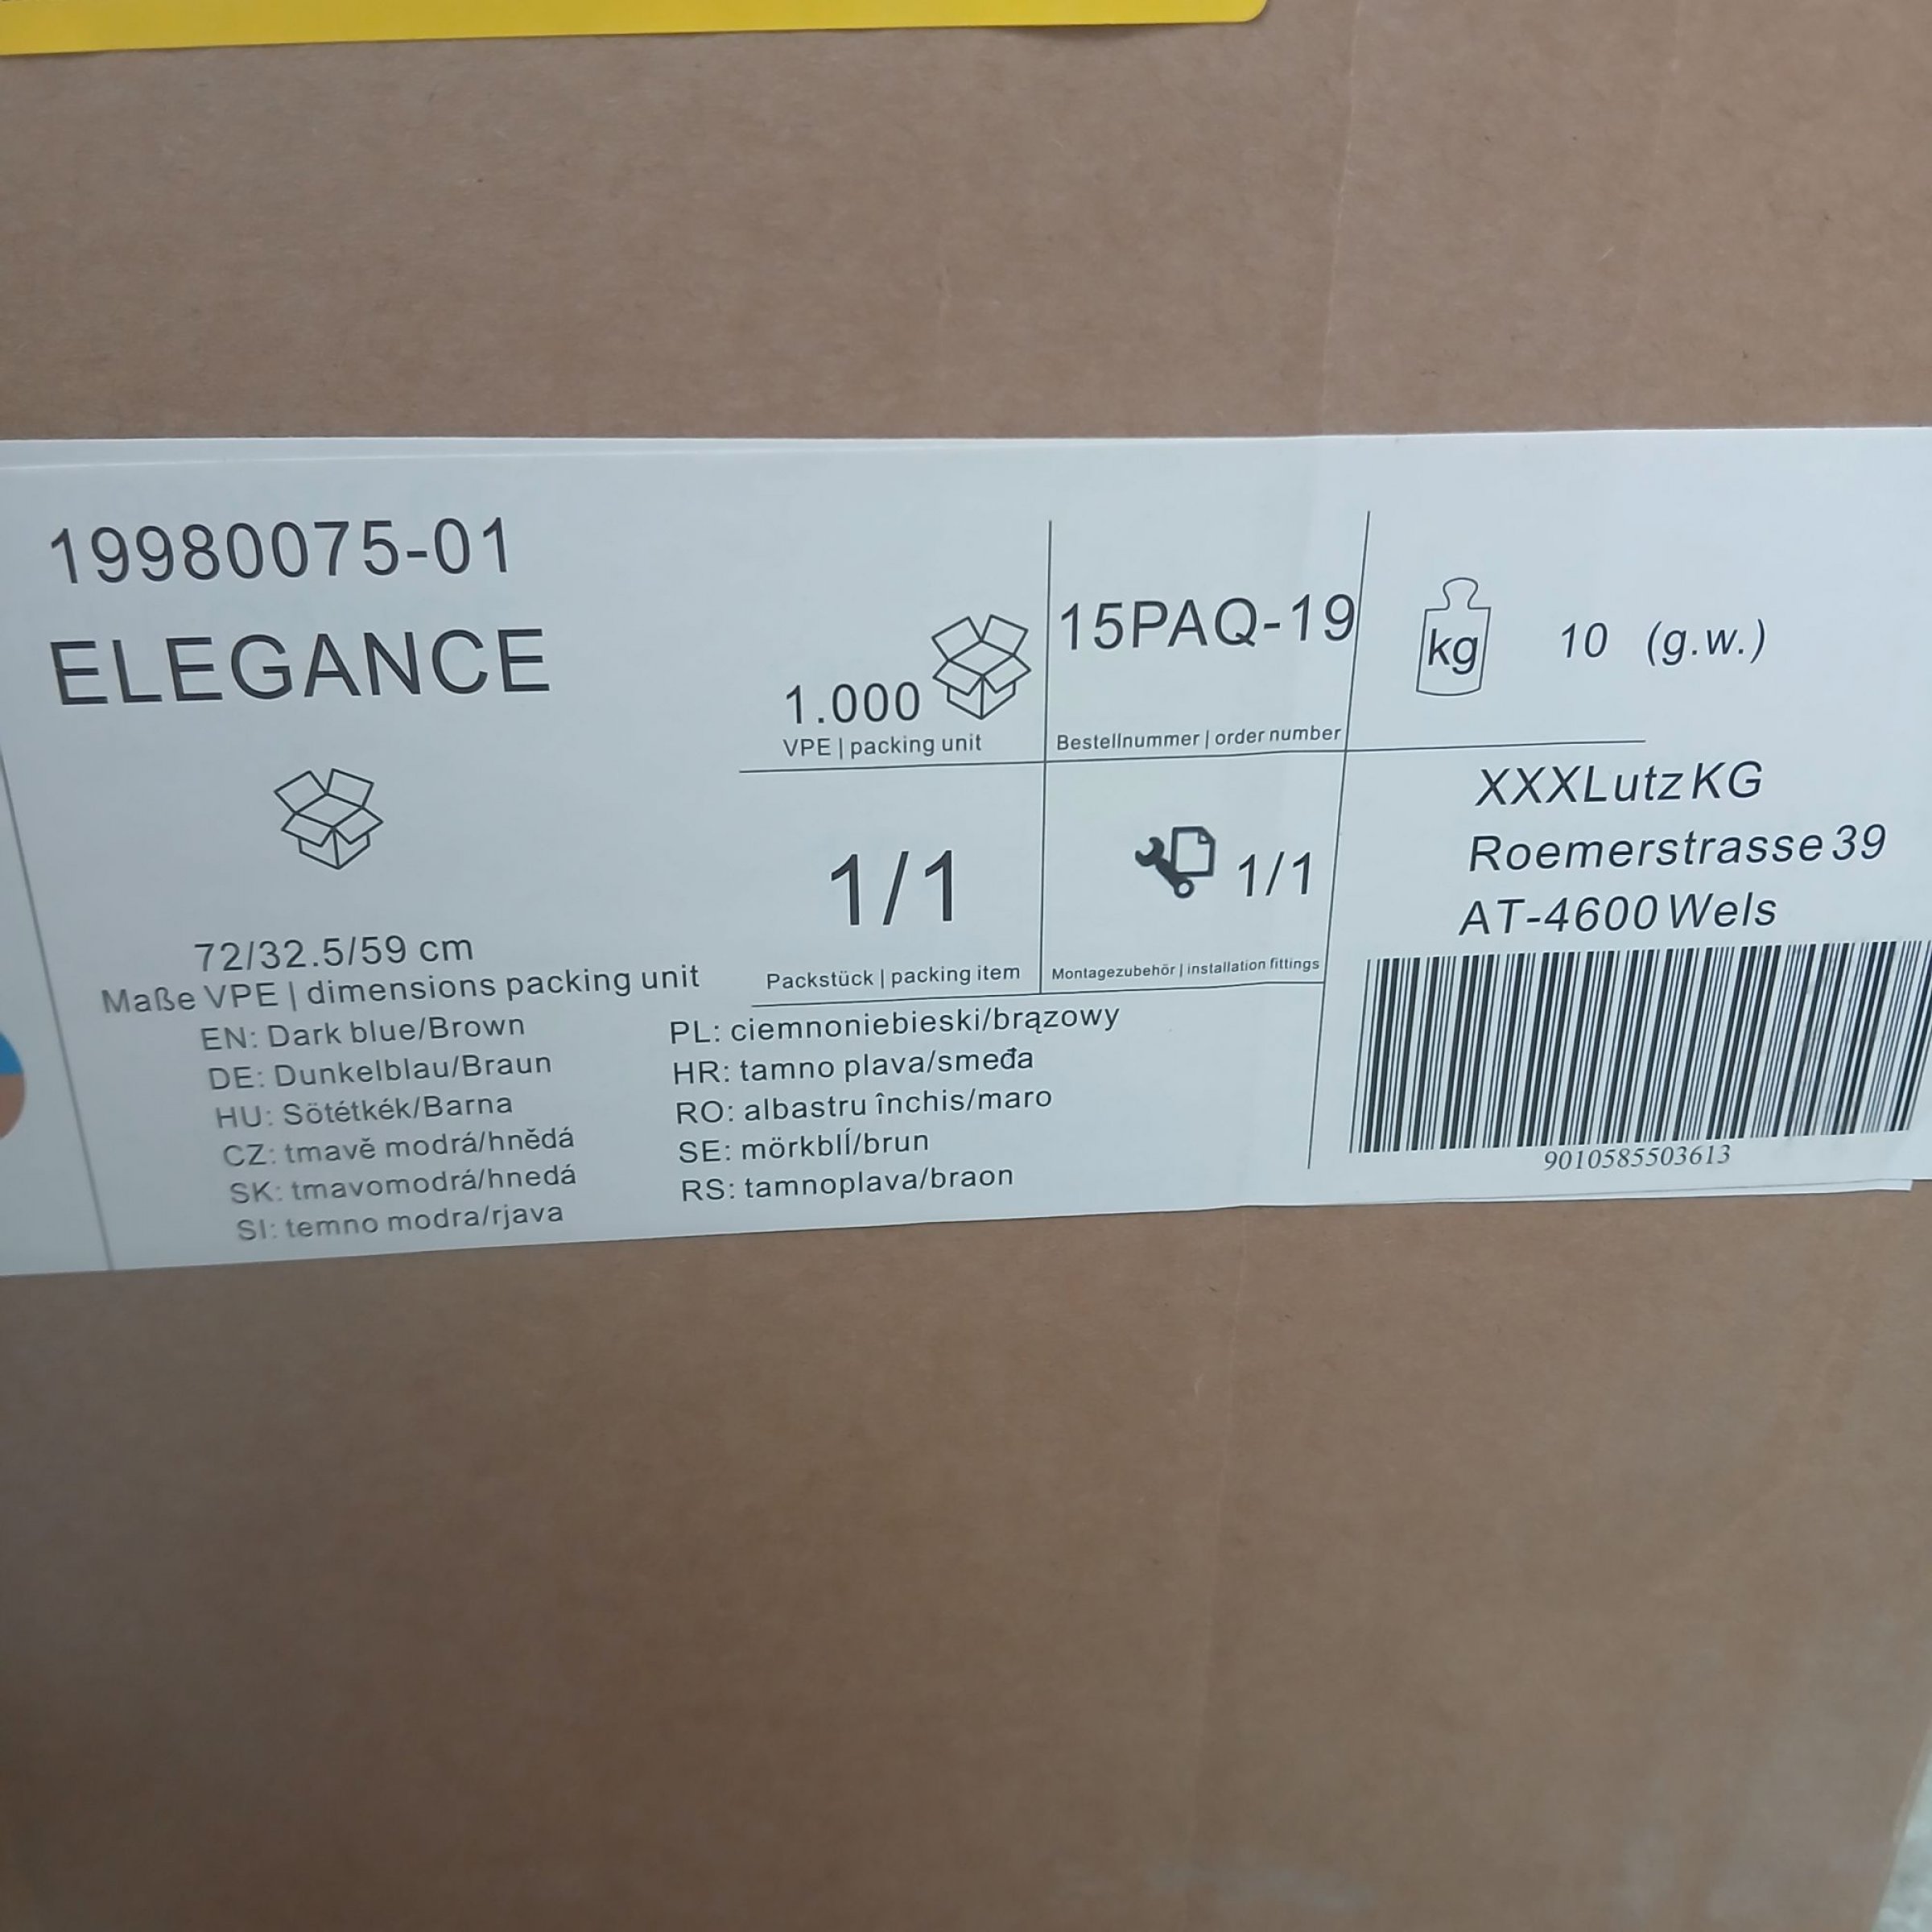 19980075-01
ELEGANCE
72/32.5/59 cm
Maße VPE | dimensions packing unit
1.000
VPE | packing unit
15PAQ-19
Bestellnummer | order number
kg
10 (g.w.)
1/1
Packstück | packing item
1/1
Montagezubehör | installation fittings
XXXLutz KG
Roemerstrasse 39
AT-4600 Wels
9010585503613
EN: Dark blue/Brown
DE: Dunkelblau/Braun
HU: Sötétkék/Barna
CZ: tmavě modrá/hnědá
SK: tmavomodrá/hnedá
SI: temno modra/rjava
PL: ciemnoniebieski/brązowy
HR: tamno plava/smeđa
RO: albastru închis/maro
SE: mörkblÍ/brun
RS: tamnoplava/braon